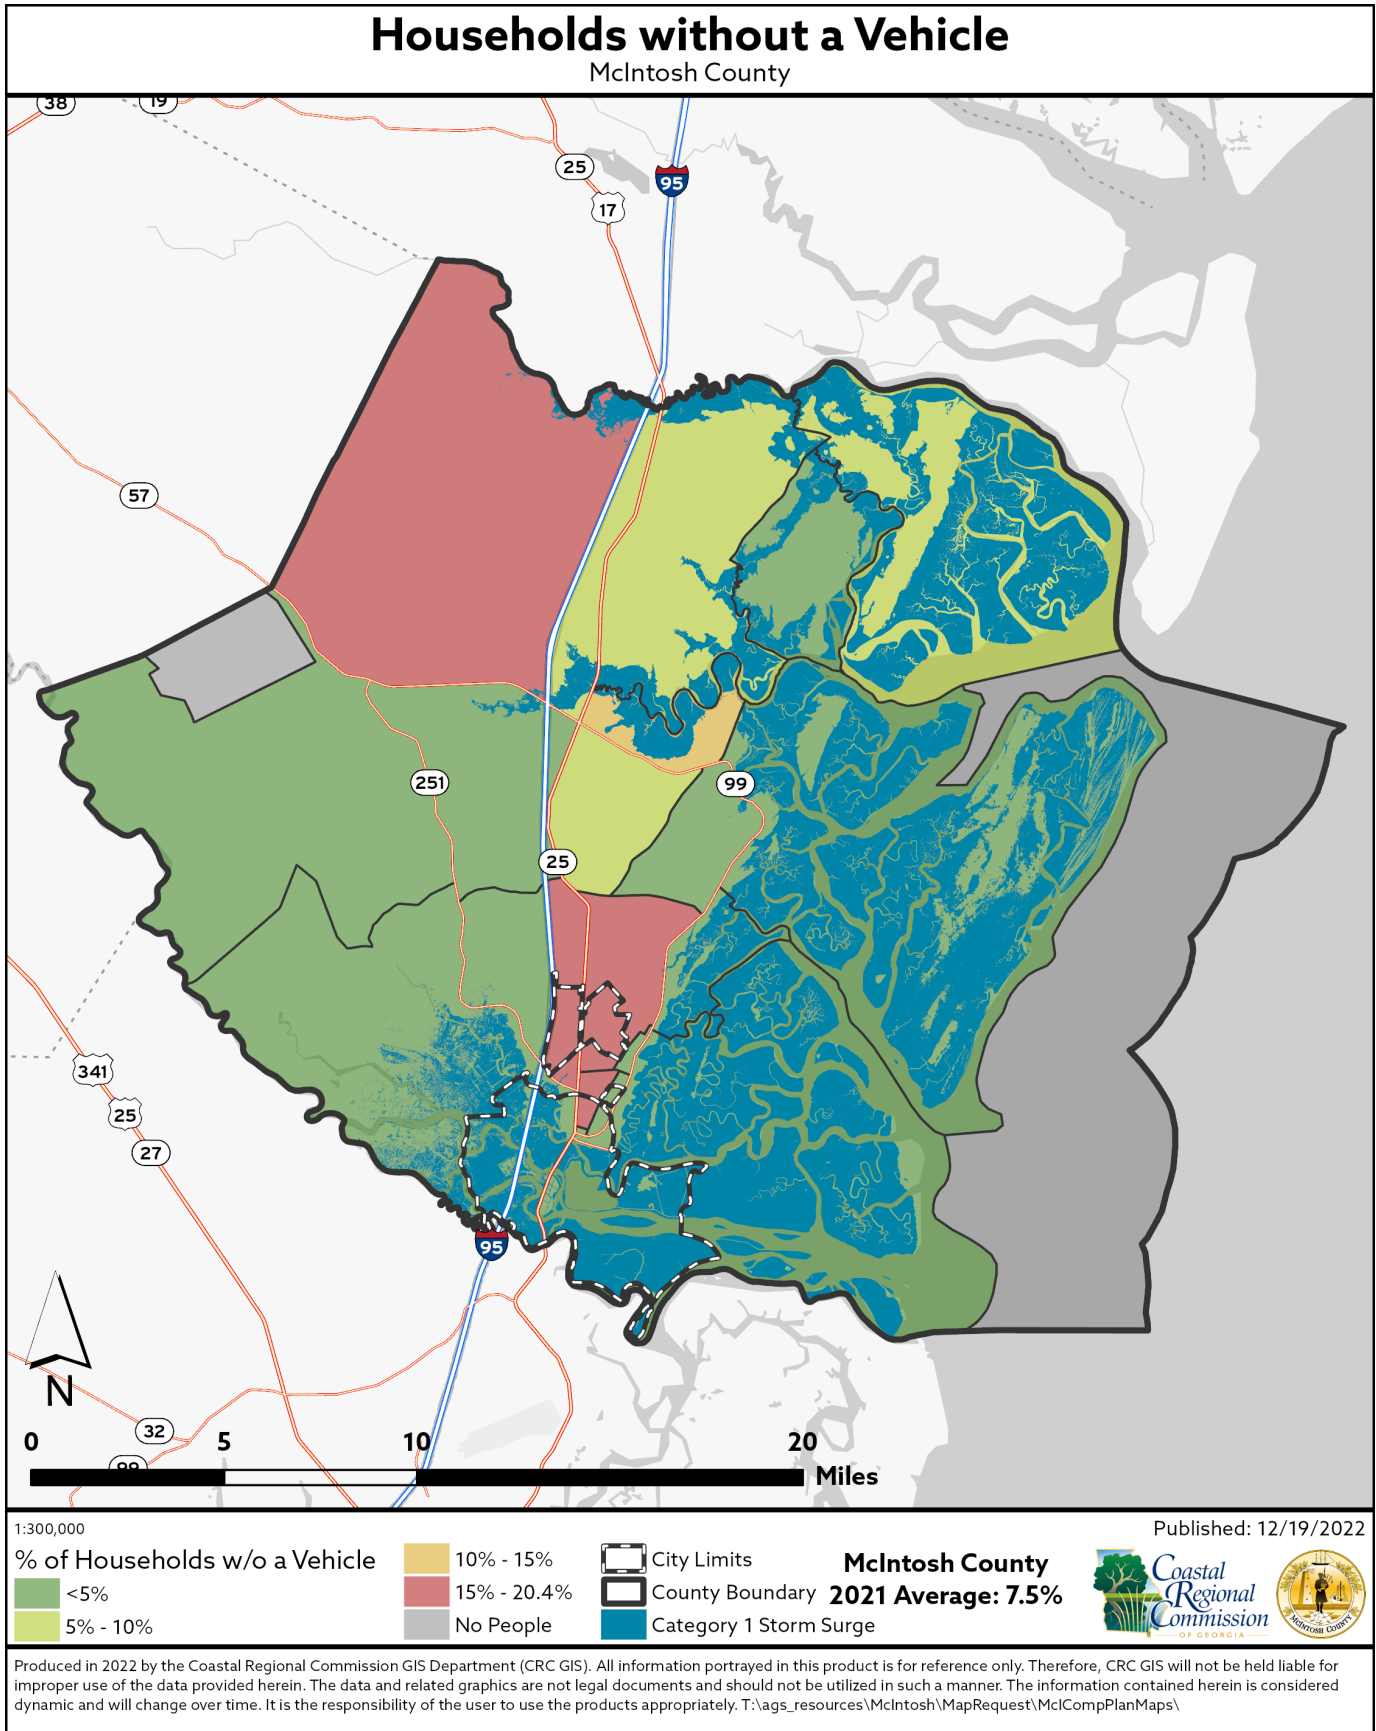 Households without a Vehicle
McIntosh County
38
19
25
95
17
57
251
99
25
341
25
27
95
N
32
99
0 5 10 20
Miles
1:300,000
Published: 12/19/2022
% of Households w/o a Vehicle
<5%
5% - 10%
10% - 15%
15% - 20.4%
No People
City Limits
County Boundary
Category 1 Storm Surge
McIntosh County
2021 Average: 7.5%
Coastal
Regional
Commission
OF GEORGIA
McINTOSH COUNTY
Produced in 2022 by the Coastal Regional Commission GIS Department (CRC GIS). All information portrayed in this product is for reference only. Therefore, CRC GIS will not be held liable for
improper use of the data provided herein. The data and related graphics are not legal documents and should not be utilized in such a manner. The information contained herein is considered
dynamic and will change over time. It is the responsibility of the user to use the products appropriately. T:\ags_resources\McIntosh\MapRequest\McICompPlanMaps\